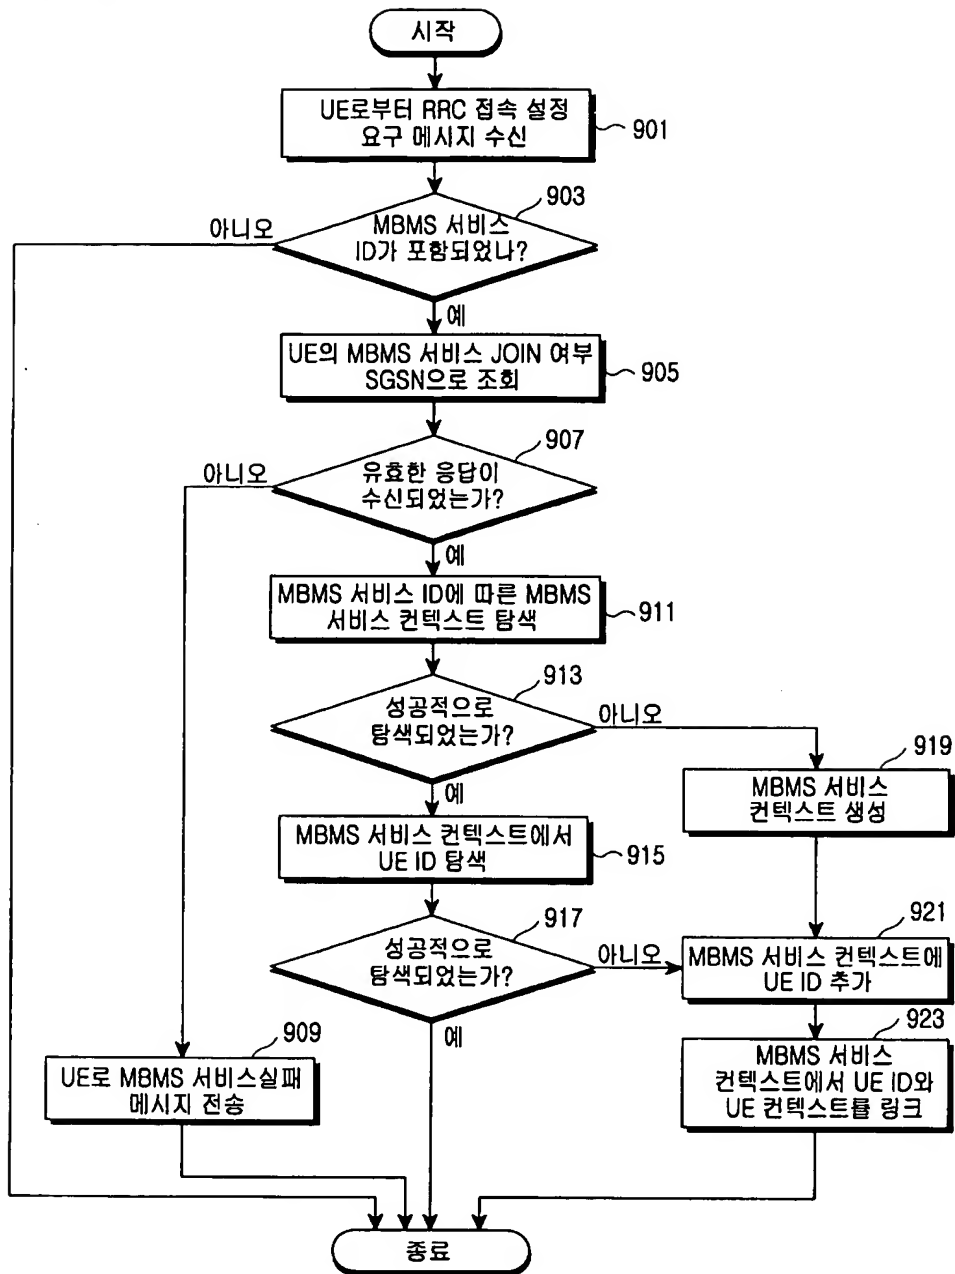 시작
UE로부터 RRC 접속 설정
요구 메시지 수신
901
903
아니오
MBMS 서비스
ID가 포함되었나?
예
UE의 MBMS 서비스 JOIN 여부
SGSN으로 조회
905
907
아니오
유효한 응답이
수신되었는가?
예
MBMS 서비스 ID에 따른 MBMS
서비스 컨텍스트 탐색
911
913
성공적으로
탐색되었는가?
아니오
예
919
MBMS 서비스
컨텍스트 생성
MBMS 서비스 컨텍스트에서
UE ID 탐색
915
917
성공적으로
탐색되었는가?
아니오
예
921
MBMS 서비스 컨텍스트에
UE ID 추가
923
MBMS 서비스
컨텍스트에서 UE ID와
UE 컨텍스트를 링크
909
UE로 MBMS 서비스실패
메시지 전송
종료